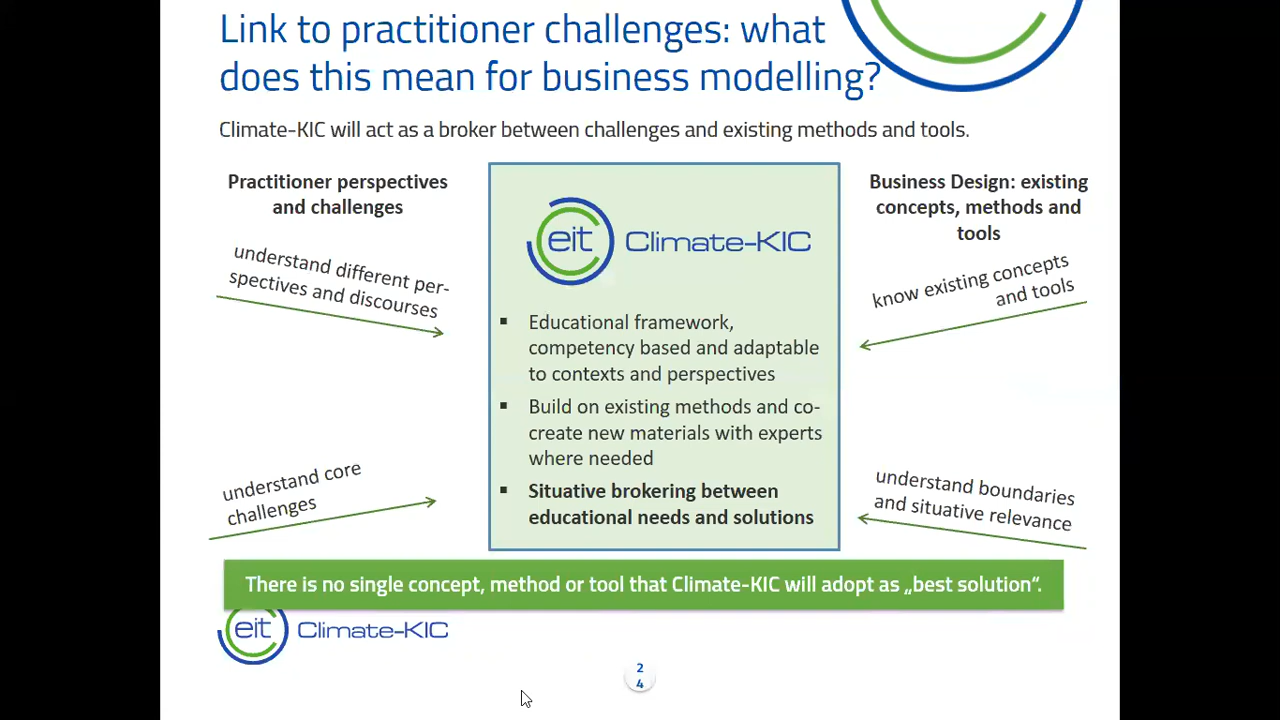 Link to practitioner challenges: what
does this mean for business modelling?
Climate-KIC will act as a broker between challenges and existing methods and tools.
Practitioner perspectives
and challenges
understand different per-
spectives and discourses
understand core
challenges
eit Climate-KIC
▪ Educational framework,
competency based and adaptable
to contexts and perspectives
▪ Build on existing methods and co-
create new materials with experts
where needed
▪ Situative brokering between
educational needs and solutions
Business Design: existing
concepts, methods and
tools
know existing concepts
and tools
understand boundaries
and situative relevance
There is no single concept, method or tool that Climate-KIC will adopt as „best solution“.
eit Climate-KIC
2
4